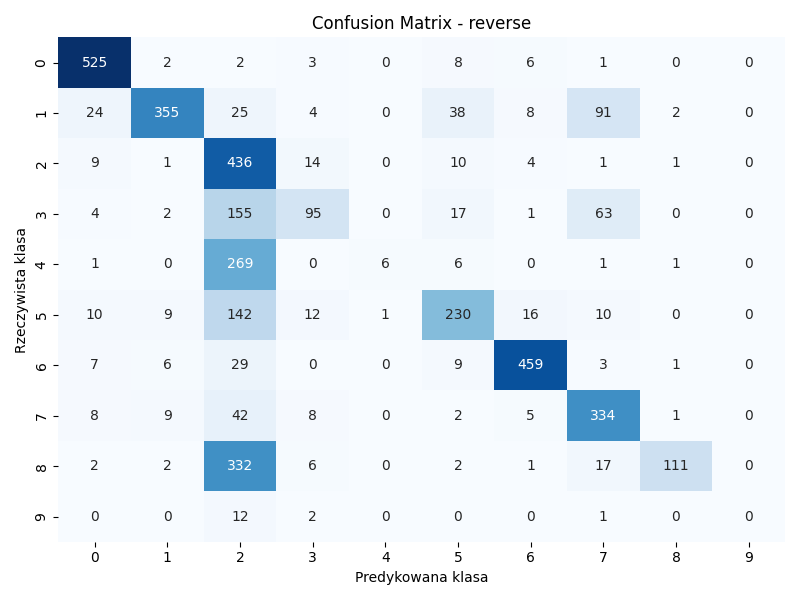 Confusion Matrix - reverse
Rzeczywista klasa
0 525 2 2 3 0 8 6 1 0 0
1 24 355 25 4 0 38 8 91 2 0
2 9 1 436 14 0 10 4 1 1 0
3 4 2 155 95 0 17 1 63 0 0
4 1 0 269 0 6 6 0 1 1 0
5 10 9 142 12 1 230 16 10 0 0
6 7 6 29 0 0 9 459 3 1 0
7 8 9 42 8 0 2 5 334 1 0
8 2 2 332 6 0 2 1 17 111 0
9 0 0 12 2 0 0 0 1 0 0
0 1 2 3 4 5 6 7 8 9
Predykowana klasa